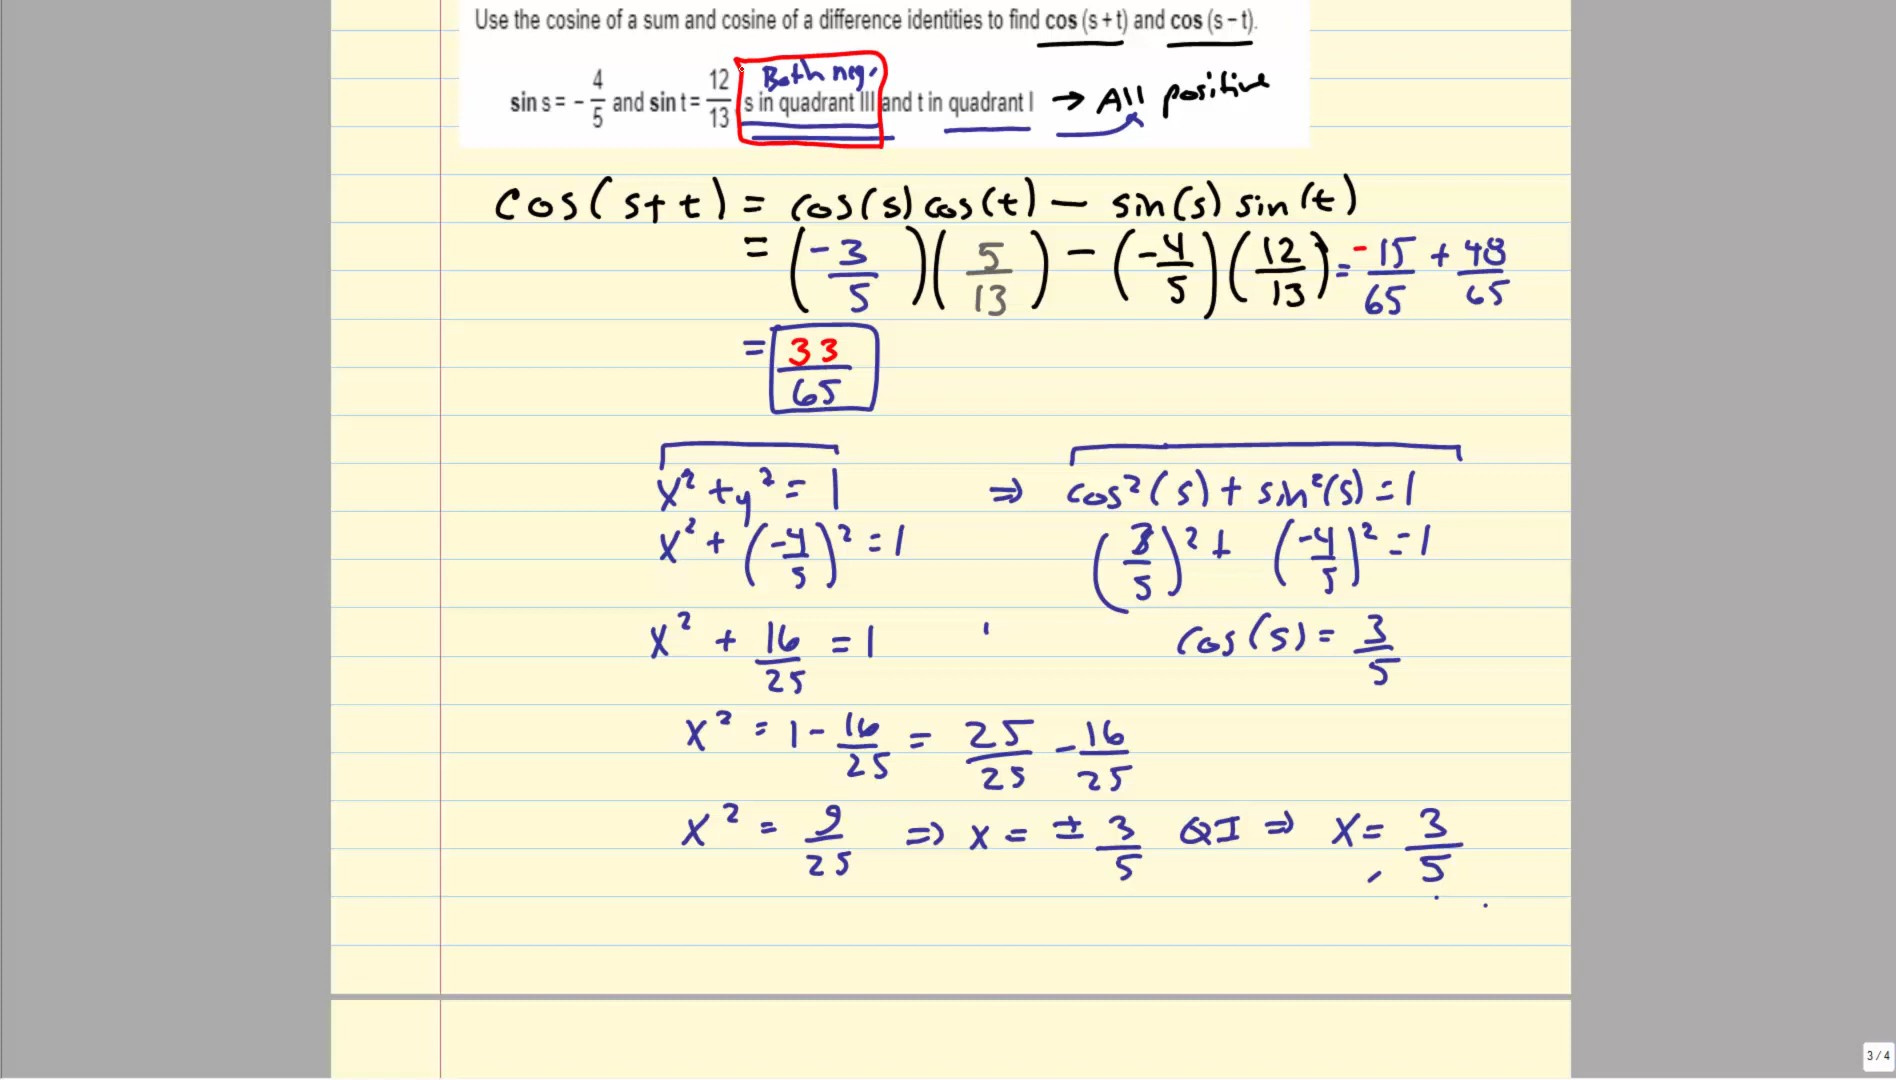 Use the cosine of a sum and cosine of a difference identities to find cos (s + t) and cos (s − t).
Both neg.
sin s = − 4/5 and sin t = 12/13 s in quadrant III and t in quadrant I → All positive
cos(s+t) = cos(s) cos(t) − sin(s) sin(t)
= (-3/5)(5/13) − (-4/5)(12/13) = -15/65 + 48/65
= 33/65
x² + y² = 1 ⇒ cos²(s) + sin²(s) = 1
x² + (-4/5)² = 1 (3/5)² + (-4/5)² = 1
x² + 16/25 = 1 cos(s) = 3/5
x² = 1 - 16/25 = 25/25 - 16/25
x² = 9/25 ⇒ x = ± 3/5 QI ⇒ x = 3/5
3 / 4